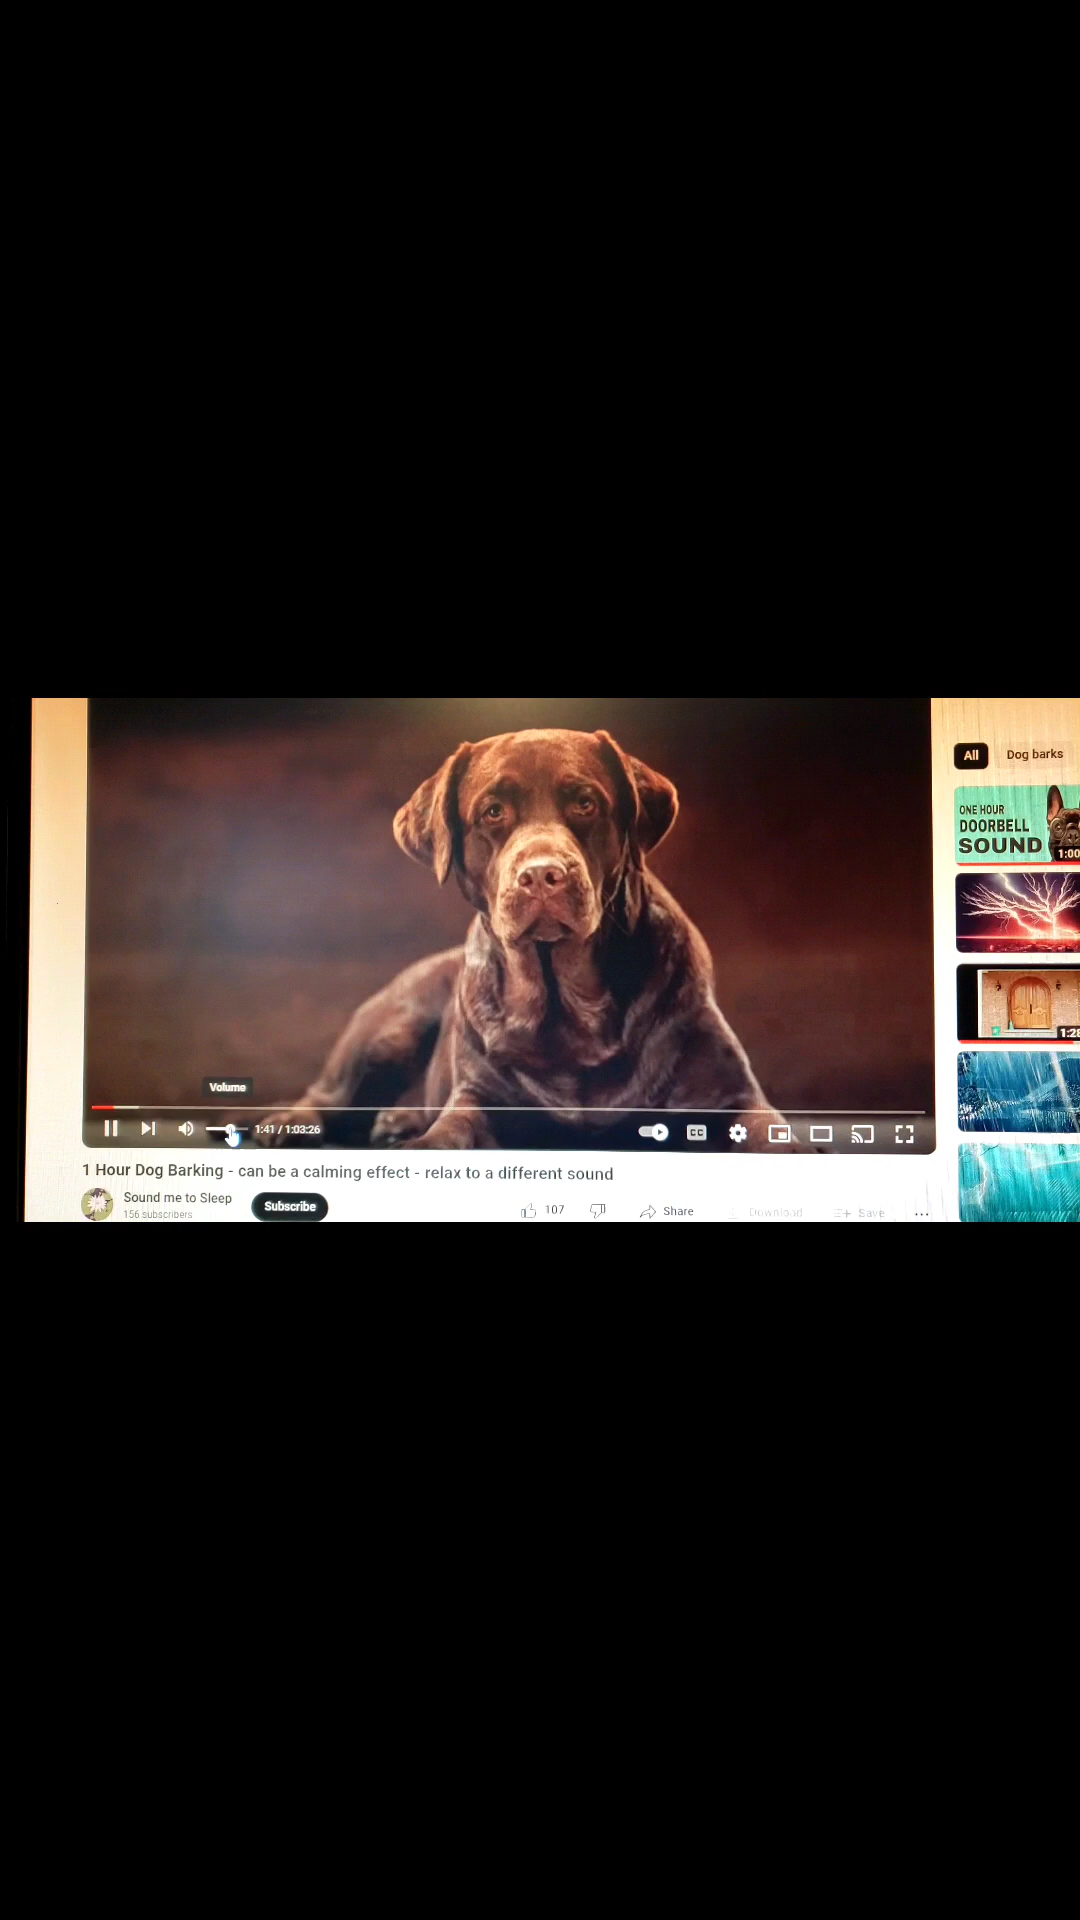 All
Dog barks
ONE HOUR
DOORBELL
SOUND
1:00
1:28
Volume
1:41 / 1:03:26
CC
1 Hour Dog Barking - can be a calming effect - relax to a different sound
Sound me to Sleep
156 subscribers
Subscribe
107
Share
Download
Save